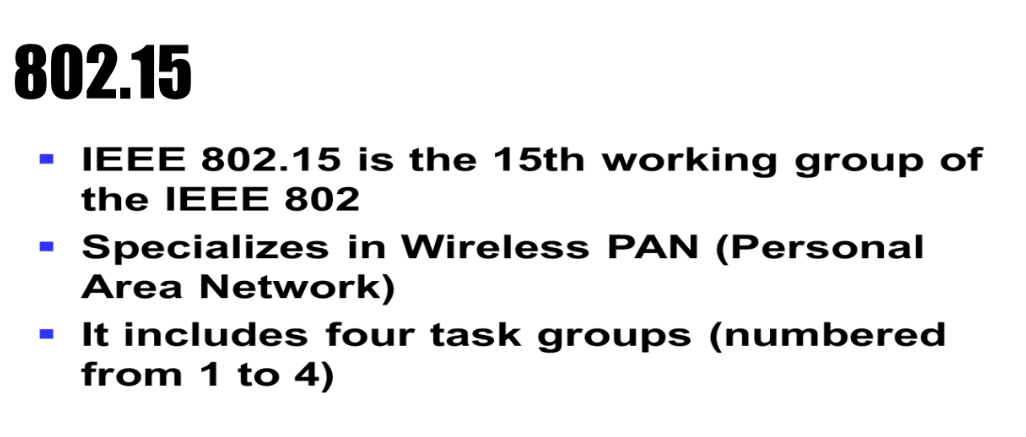 802.15
IEEE 802.15 is the 15th working group of
the IEEE 802
Specializes in Wireless PAN (Personal
Area Network)
It includes four task groups (numbered
from 1 to 4)